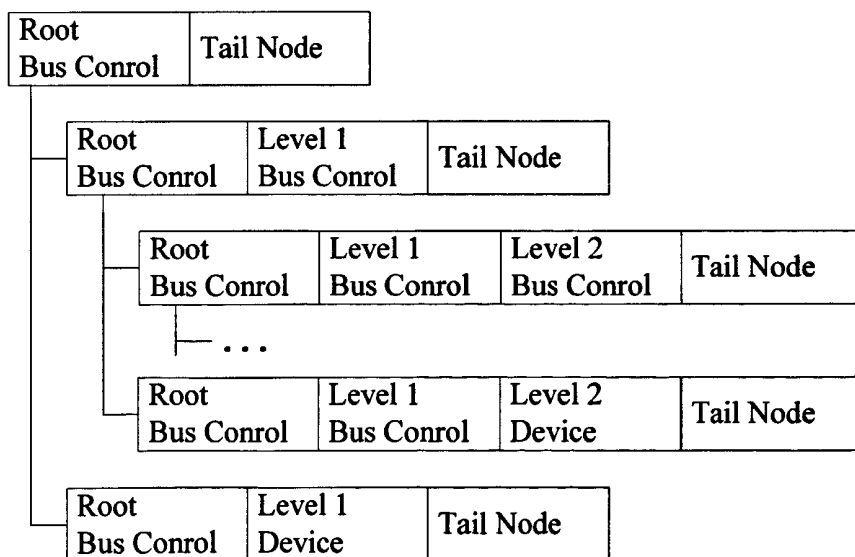 Root Bus Conrol Tail Node
Root Bus Conrol Level 1 Bus Conrol Tail Node
Root Bus Conrol Level 1 Bus Conrol Level 2 Bus Conrol Tail Node
...
Root Bus Conrol Level 1 Bus Conrol Level 2 Device Tail Node
Root Bus Conrol Level 1 Device Tail Node